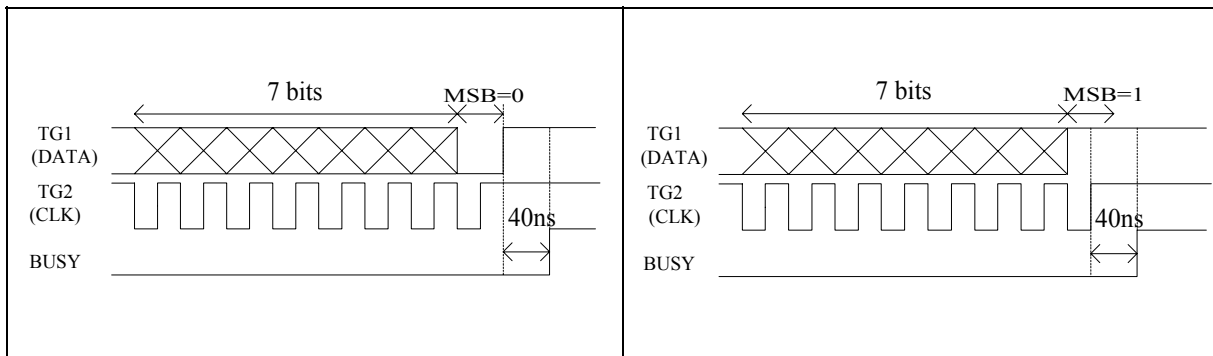 7 bits
MSB=0
TG1
(DATA)
TG2
(CLK)
40ns
BUSY
7 bits
MSB=1
TG1
(DATA)
TG2
(CLK)
40ns
BUSY